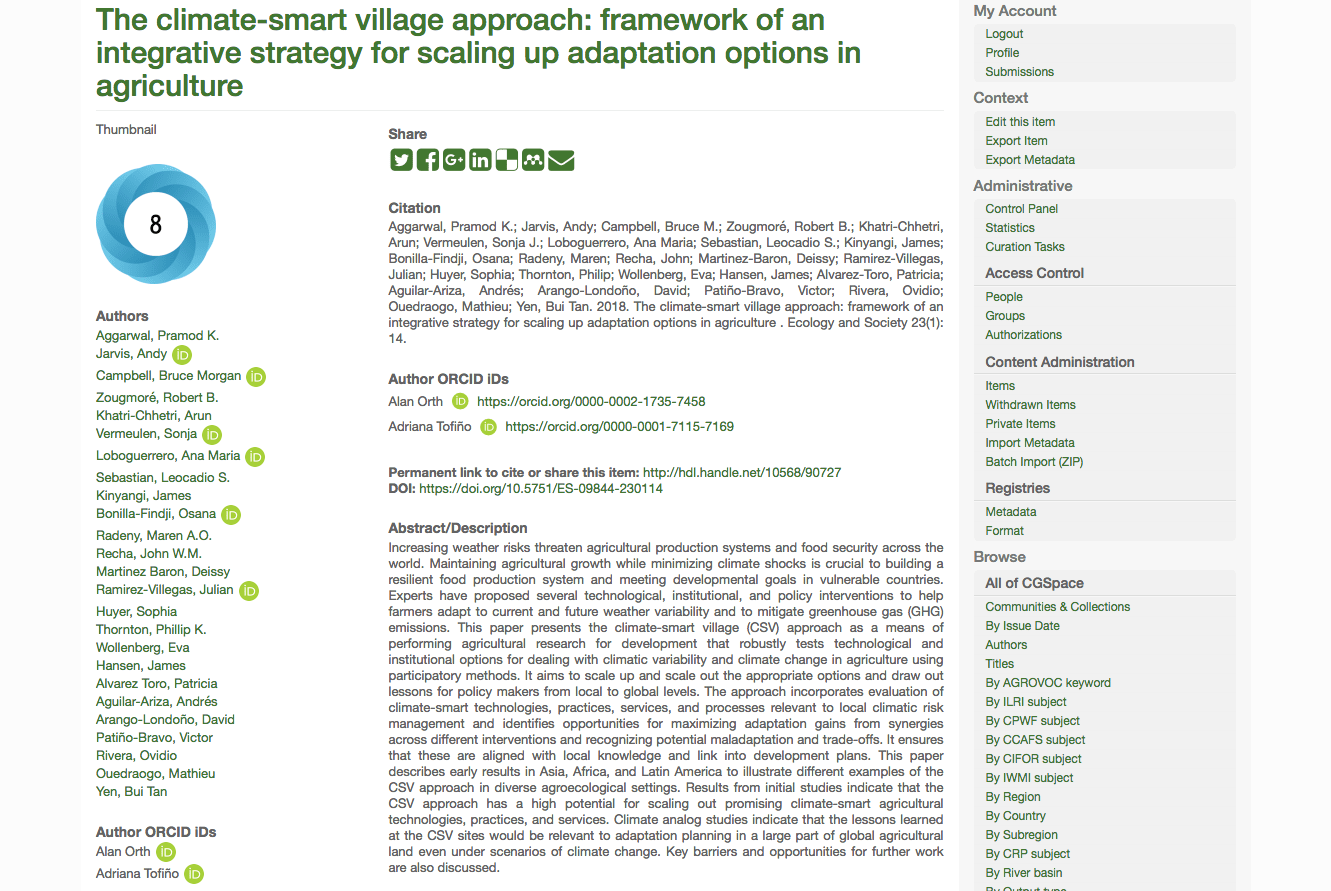 The climate-smart village approach: framework of an
integrative strategy for scaling up adaptation options in
agriculture
Thumbnail
8
Authors
Aggarwal, Pramod K.
Jarvis, Andy iD
Campbell, Bruce Morgan iD
Zougmoré, Robert B.
Khatri-Chhetri, Arun
Vermeulen, Sonja iD
Loboguerrero, Ana Maria iD
Sebastian, Leocadio S.
Kinyangi, James
Bonilla-Findji, Osana iD
Radeny, Maren A.O.
Recha, John W.M.
Martinez Baron, Deissy
Ramirez-Villegas, Julian iD
Huyer, Sophia
Thornton, Phillip K.
Wollenberg, Eva
Hansen, James
Alvarez Toro, Patricia
Aguilar-Ariza, Andrés
Arango-Londoño, David
Patiño-Bravo, Victor
Rivera, Ovidio
Ouedraogo, Mathieu
Yen, Bui Tan
Author ORCID iDs
Alan Orth iD
Adriana Tofiño iD
Share
G+ in
Citation
Aggarwal, Pramod K.; Jarvis, Andy; Campbell, Bruce M.; Zougmoré, Robert B.; Khatri-Chhetri,
Arun; Vermeulen, Sonja J.; Loboguerrero, Ana Maria; Sebastian, Leocadio S.; Kinyangi, James;
Bonilla-Findji, Osana; Radeny, Maren; Recha, John; Martinez-Baron, Deissy; Ramirez-Villegas,
Julian; Huyer, Sophia; Thornton, Philip; Wollenberg, Eva; Hansen, James; Alvarez-Toro, Patricia;
Aguilar-Ariza, Andrés; Arango-Londoño, David; Patiño-Bravo, Victor; Rivera, Ovidio;
Ouedraogo, Mathieu; Yen, Bui Tan. 2018. The climate-smart village approach: framework of an
integrative strategy for scaling up adaptation options in agriculture . Ecology and Society 23(1):
14.
Author ORCID iDs
Alan Orth iD https://orcid.org/0000-0002-1735-7458
Adriana Tofiño iD https://orcid.org/0000-0001-7115-7169
Permanent link to cite or share this item: http://hdl.handle.net/10568/90727
DOI: https://doi.org/10.5751/ES-09844-230114
Abstract/Description
Increasing weather risks threaten agricultural production systems and food security across the
world. Maintaining agricultural growth while minimizing climate shocks is crucial to building a
resilient food production system and meeting developmental goals in vulnerable countries.
Experts have proposed several technological, institutional, and policy interventions to help
farmers adapt to current and future weather variability and to mitigate greenhouse gas (GHG)
emissions. This paper presents the climate-smart village (CSV) approach as a means of
performing agricultural research for development that robustly tests technological and
institutional options for dealing with climatic variability and climate change in agriculture using
participatory methods. It aims to scale up and scale out the appropriate options and draw out
lessons for policy makers from local to global levels. The approach incorporates evaluation of
climate-smart technologies, practices, services, and processes relevant to local climatic risk
management and identifies opportunities for maximizing adaptation gains from synergies
across different interventions and recognizing potential maladaptation and trade-offs. It ensures
that these are aligned with local knowledge and link into development plans. This paper
describes early results in Asia, Africa, and Latin America to illustrate different examples of the
CSV approach in diverse agroecological settings. Results from initial studies indicate that the
CSV approach has a high potential for scaling out promising climate-smart agricultural
technologies, practices, and services. Climate analog studies indicate that the lessons learned
at the CSV sites would be relevant to adaptation planning in a large part of global agricultural
land even under scenarios of climate change. Key barriers and opportunities for further work
are also discussed.
My Account
Logout
Profile
Submissions
Context
Edit this item
Export Item
Export Metadata
Administrative
Control Panel
Statistics
Curation Tasks
Access Control
People
Groups
Authorizations
Content Administration
Items
Withdrawn Items
Private Items
Import Metadata
Batch Import (ZIP)
Registries
Metadata
Format
Browse
All of CGSpace
Communities & Collections
By Issue Date
Authors
Titles
By AGROVOC keyword
By ILRI subject
By CPWF subject
By CCAFS subject
By CIFOR subject
By IWMI subject
By Region
By Country
By Subregion
By CRP subject
By River basin
By Output type